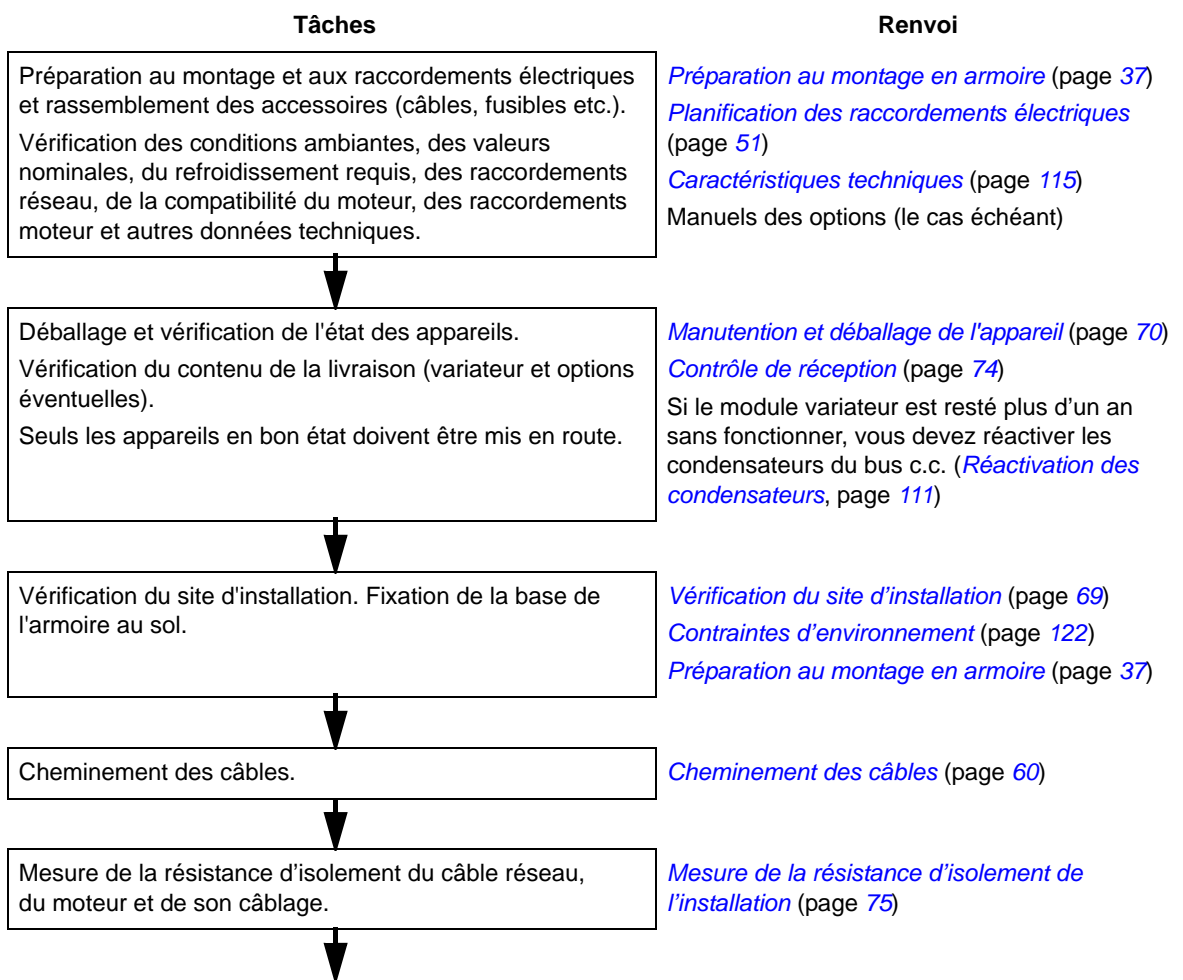 Tâches
Renvoi
Préparation au montage et aux raccordements électriques
et rassemblement des accessoires (câbles, fusibles etc.).
Vérification des conditions ambiantes, des valeurs
nominales, du refroidissement requis, des raccordements
réseau, de la compatibilité du moteur, des raccordements
moteur et autres données techniques.
Préparation au montage en armoire (page 37)
Planification des raccordements électriques
(page 51)
Caractéristiques techniques (page 115)
Manuels des options (le cas échéant)
Déballage et vérification de l'état des appareils.
Vérification du contenu de la livraison (variateur et options
éventuelles).
Seuls les appareils en bon état doivent être mis en route.
Manutention et déballage de l'appareil (page 70)
Contrôle de réception (page 74)
Si le module variateur est resté plus d’un an
sans fonctionner, vous devez réactiver les
condensateurs du bus c.c. (Réactivation des
condensateurs, page 111)
Vérification du site d'installation. Fixation de la base de
l'armoire au sol.
Vérification du site d’installation (page 69)
Contraintes d’environnement (page 122)
Préparation au montage en armoire (page 37)
Cheminement des câbles.
Cheminement des câbles (page 60)
Mesure de la résistance d’isolement du câble réseau,
du moteur et de son câblage.
Mesure de la résistance d’isolement de
l’installation (page 75)